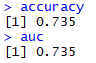 > accuracy
[1] 0.735
> auc
[1] 0.735